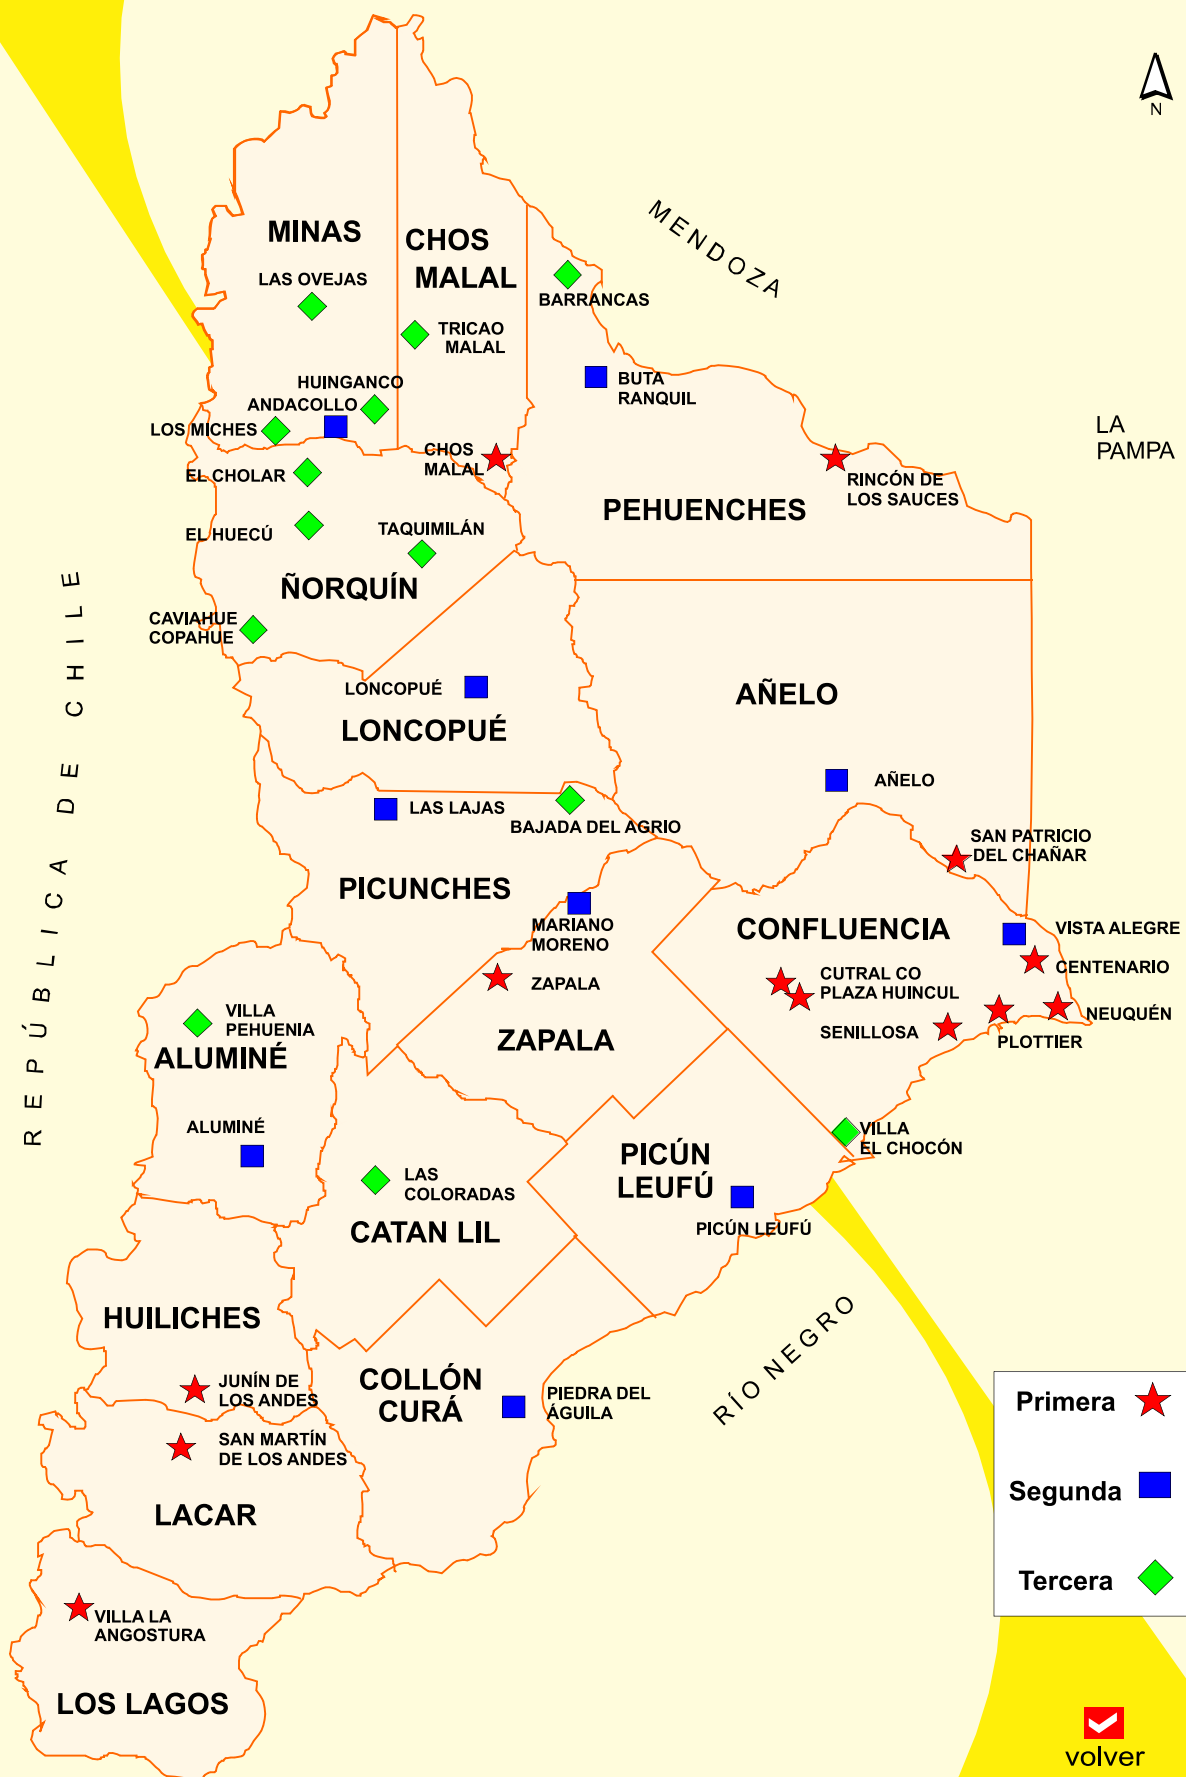 N
MENDOZA
MINAS
CHOS
MALAL
LAS OVEJAS
BARRANCAS
TRICAO
MALAL
HUINGANCO
BUTA
RANQUIL
ANDACOLLO
LOS MICHES
LA
PAMPA
CHOS
MALAL
EL CHOLAR
RINCÓN DE
LOS SAUCES
PEHUENCHES
EL HUECÚ
TAQUIMILÁN
ÑORQUÍN
CAVIAHUE
COPAHUE
REPÚBLICA DE CHILE
LONCOPUÉ
LONCOPUÉ
AÑELO
AÑELO
LAS LAJAS
BAJADA DEL AGRIO
SAN PATRICIO
DEL CHAÑAR
PICUNCHES
MARIANO
MORENO
CONFLUENCIA
VISTA ALEGRE
CENTENARIO
CUTRAL CO
PLAZA HUINCUL
ZAPALA
NEUQUÉN
VILLA
PEHUENIA
SENILLOSA
PLOTTIER
ZAPALA
ALUMINÉ
ALUMINÉ
VILLA
EL CHOCÓN
PICÚN
LEUFÚ
LAS
COLORADAS
CATAN LIL
PICÚN LEUFÚ
HUILICHES
RÍO NEGRO
JUNÍN DE
LOS ANDES
COLLÓN
CURÁ
PIEDRA DEL
ÁGUILA
SAN MARTÍN
DE LOS ANDES
LACAR
VILLA LA
ANGOSTURA
LOS LAGOS
Primera
Segunda
Tercera
volver